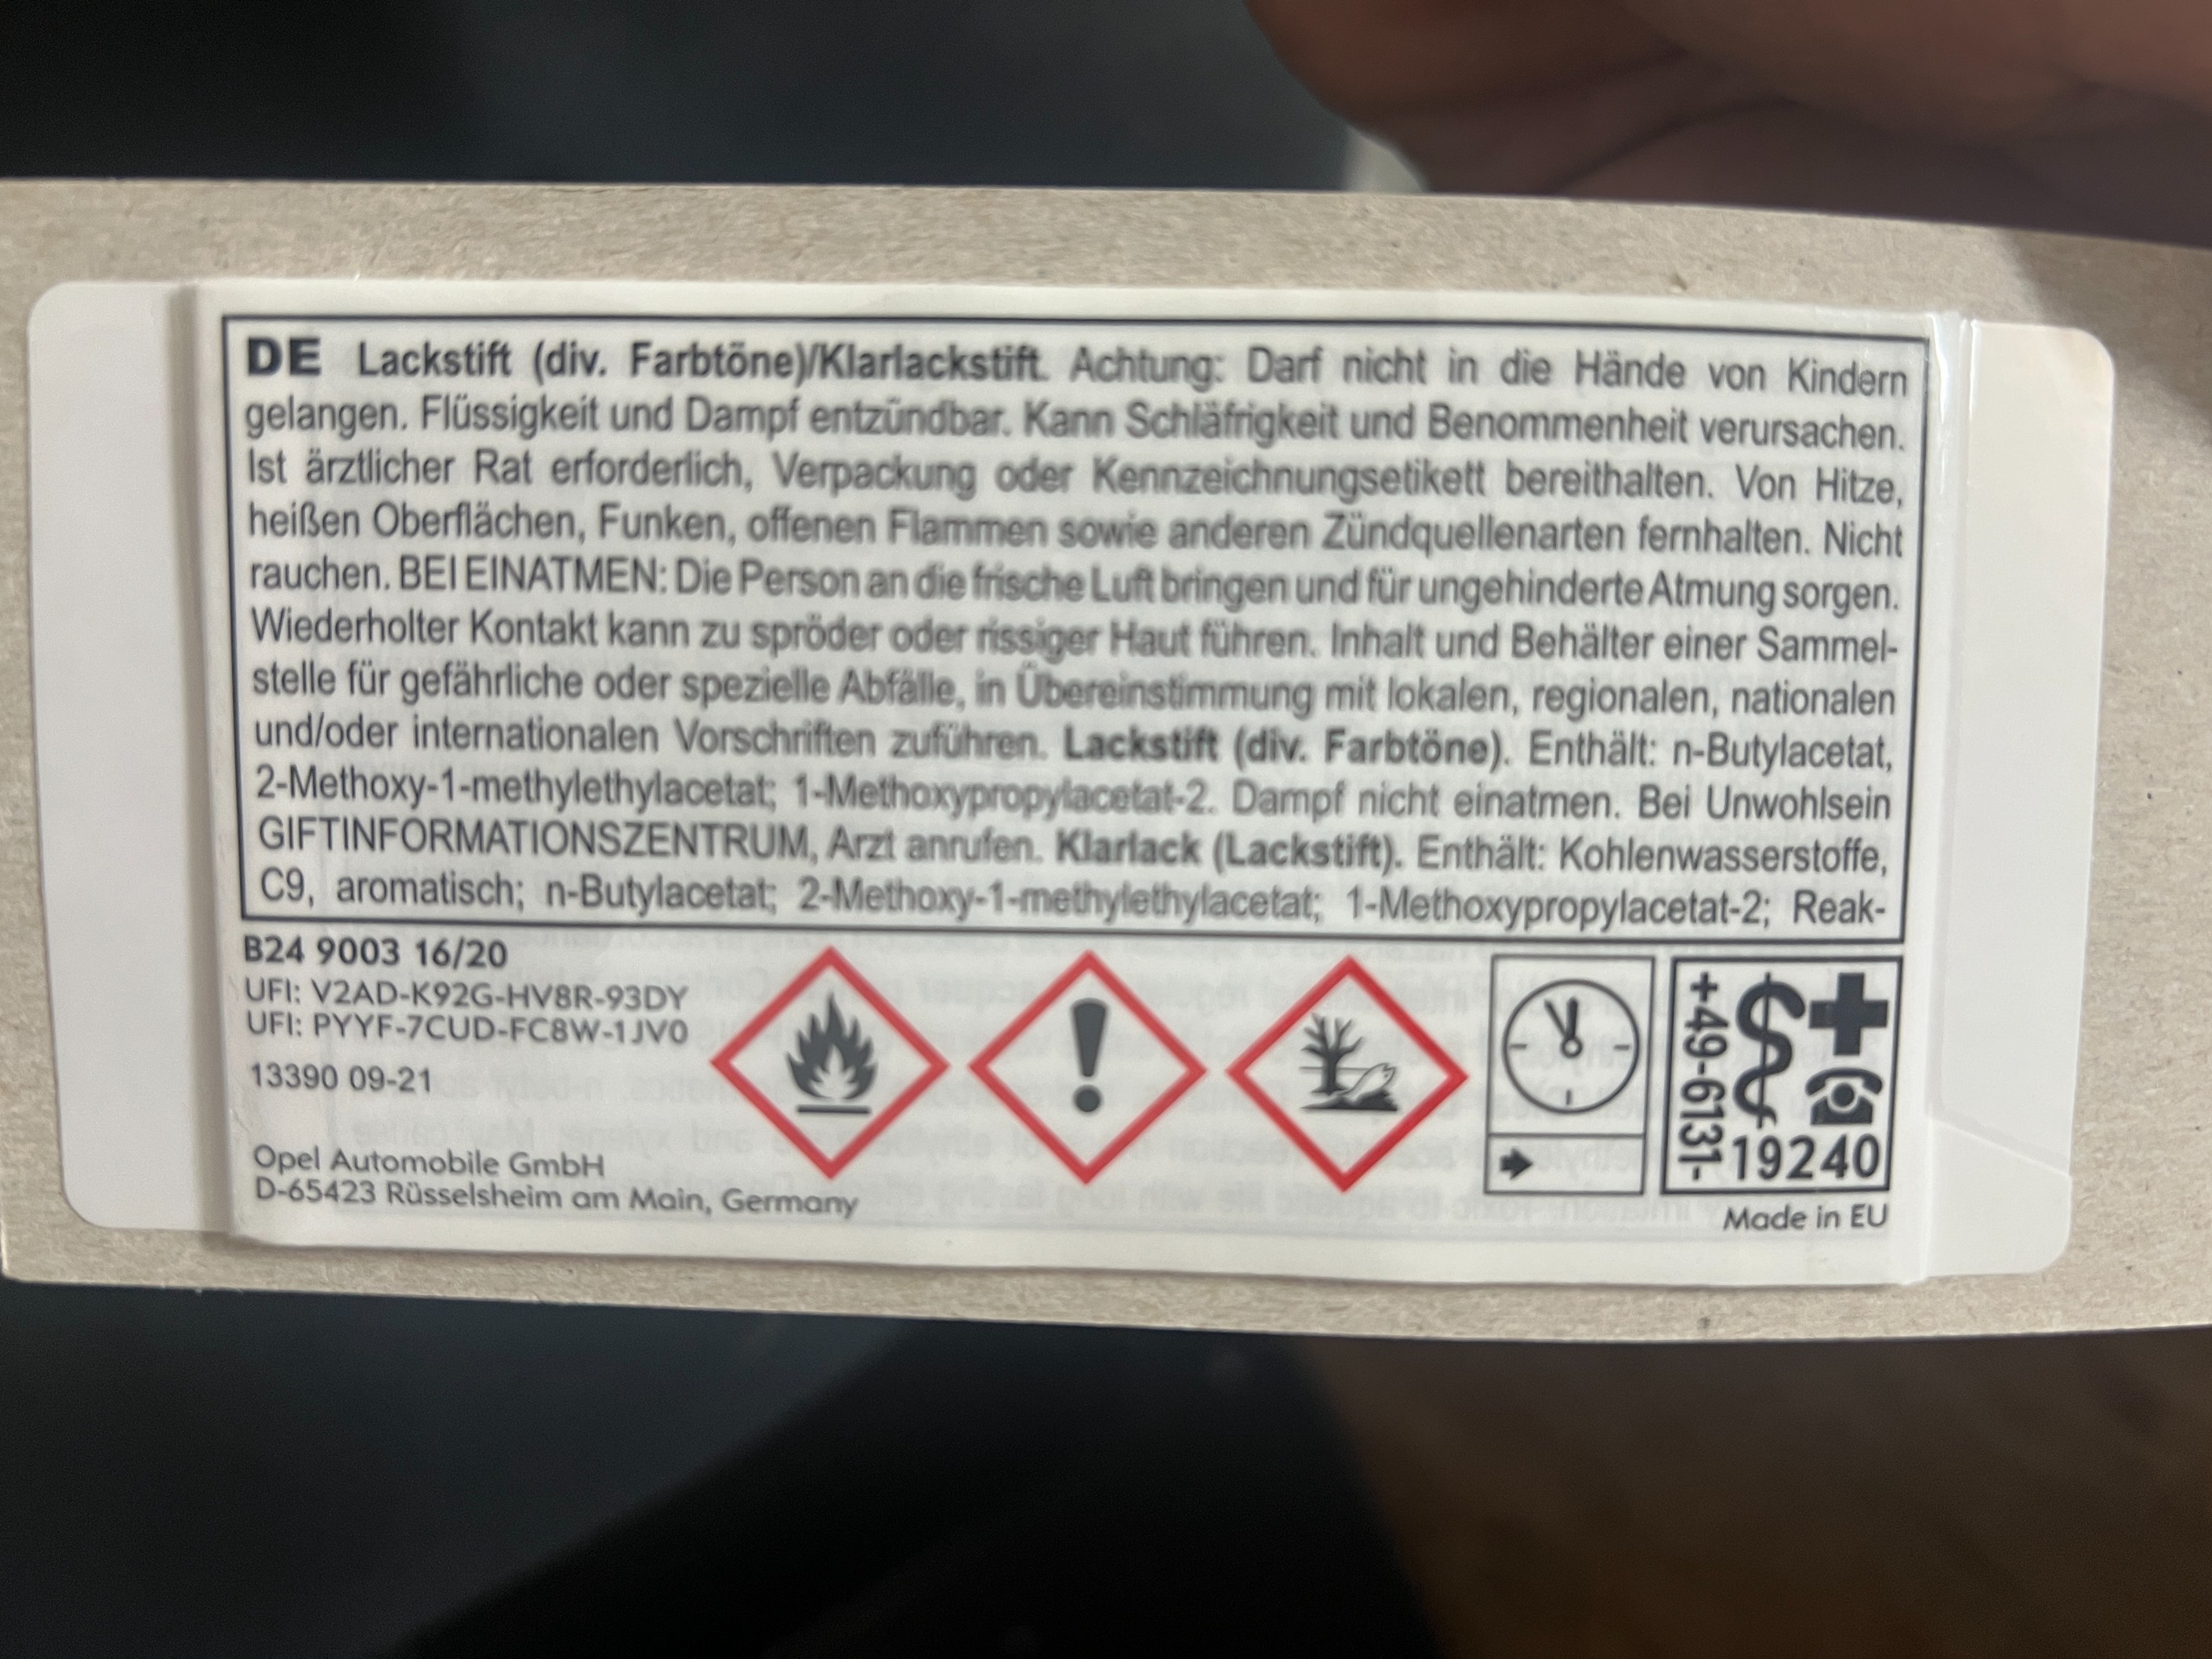 DE Lackstift (div. Farbtöne)/Klarlackstift. Achtung: Darf nicht in die Hände von Kindern
gelangen. Flüssigkeit und Dampf entzündbar. Kann Schläfrigkeit und Benommenheit verursachen.
Ist ärztlicher Rat erforderlich, Verpackung oder Kennzeichnungsetikett bereithalten. Von Hitze,
heißen Oberflächen, Funken, offenen Flammen sowie anderen Zündquellenarten fernhalten. Nicht
rauchen. BEI EINATMEN: Die Person an die frische Luft bringen und für ungehinderte Atmung sorgen.
Wiederholter Kontakt kann zu spröder oder rissiger Haut führen. Inhalt und Behälter einer Sammel-
stelle für gefährliche oder spezielle Abfälle, in Übereinstimmung mit lokalen, regionalen, nationalen
und/oder internationalen Vorschriften zuführen. Lackstift (div. Farbtöne). Enthält: n-Butylacetat,
2-Methoxy-1-methylethylacetat; 1-Methoxypropylacetat-2. Dampf nicht einatmen. Bei Unwohlsein
GIFTINFORMATIONSZENTRUM, Arzt anrufen. Klarlack (Lackstift). Enthält: Kohlenwasserstoffe,
C9, aromatisch; n-Butylacetat; 2-Methoxy-1-methylethylacetat; 1-Methoxypropylacetat-2; Reak-
B24 9003 16/20
UFI: V2AD-K92G-HV8R-93DY
UFI: PYYF-7CUD-FC8W-1JV0
13390 09-21
Opel Automobile GmbH
D-65423 Rüsselsheim am Main, Germany
+49-6131-
19240
Made in EU